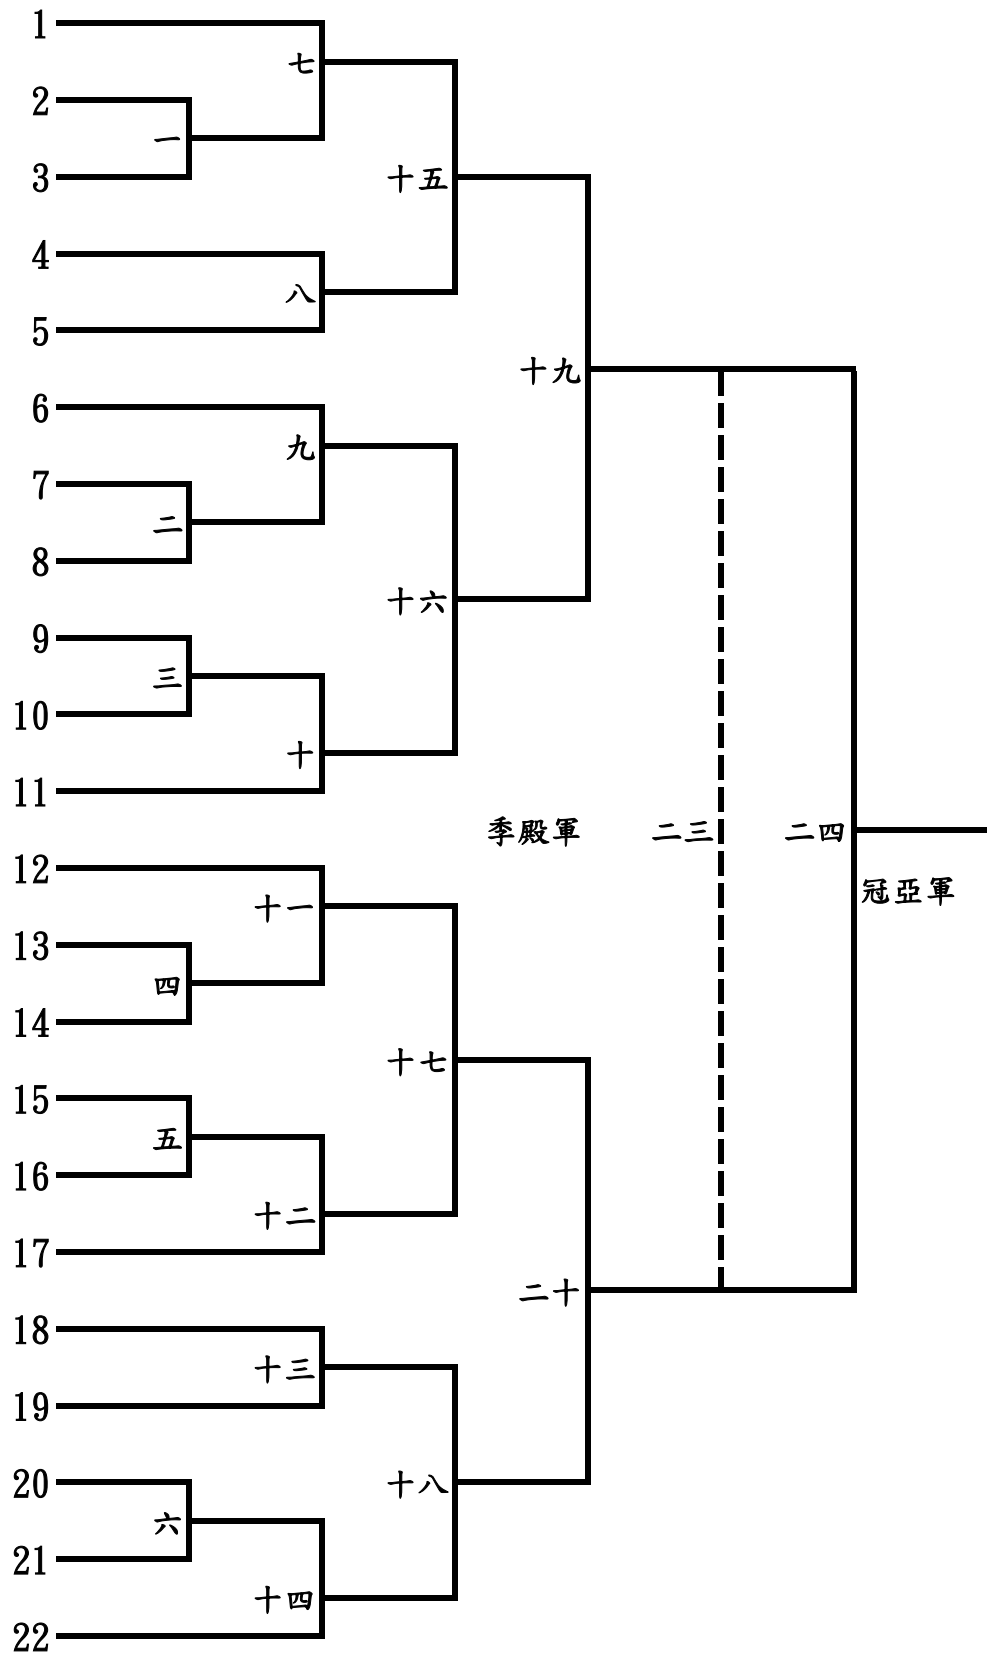 1
七
2
一
3
十五
4
八
5
十九
6
九
7
二
8
十六
9
三
10
十
11
季殿軍
二三
二四
12
冠亞軍
十一
13
四
14
十七
15
五
16
十二
17
二十
18
十三
19
十八
20
六
21
十四
22